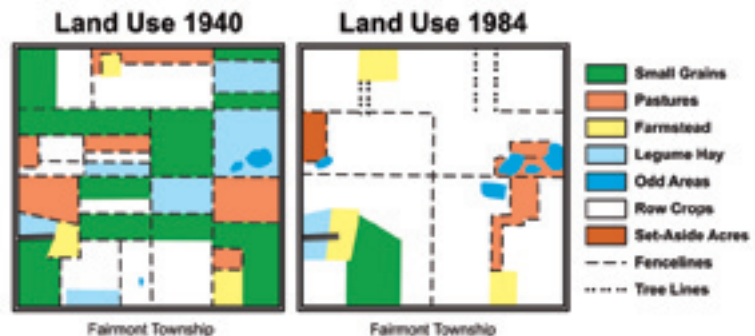 Land Use 1940
Land Use 1984
Small Grains
Pastures
Farmstead
Legume Hay
Odd Areas
Row Crops
Set-Aside Acres
Fencelines
Tree Lines
Fairmont Township
Fairmont Township